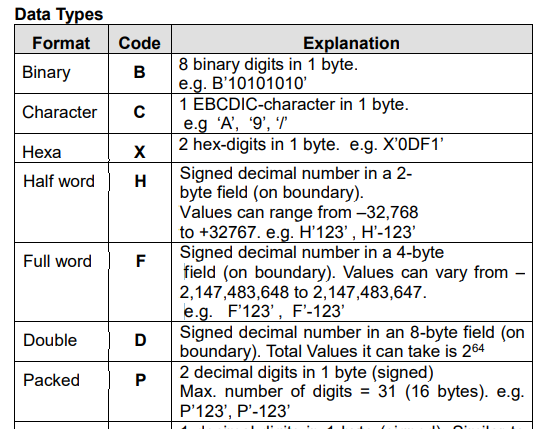 Data Types
Format Code Explanation
Binary B 8 binary digits in 1 byte.
e.g. B’10101010’
Character C 1 EBCDIC-character in 1 byte.
e.g ‘A’, ‘9’, ‘/’
Hexa X 2 hex-digits in 1 byte. e.g. X’0DF1’
Half word H Signed decimal number in a 2-
byte field (on boundary).
Values can range from –32,768
to +32767. e.g. H’123’ , H’-123’
Full word F Signed decimal number in a 4-byte
field (on boundary). Values can vary from –
2,147,483,648 to 2,147,483,647.
e.g. F’123’ , F’-123’
Double D Signed decimal number in an 8-byte field (on
boundary). Total Values it can take is 2⁶⁴
Packed P 2 decimal digits in 1 byte (signed)
Max. number of digits = 31 (16 bytes). e.g.
P’123’, P’-123’